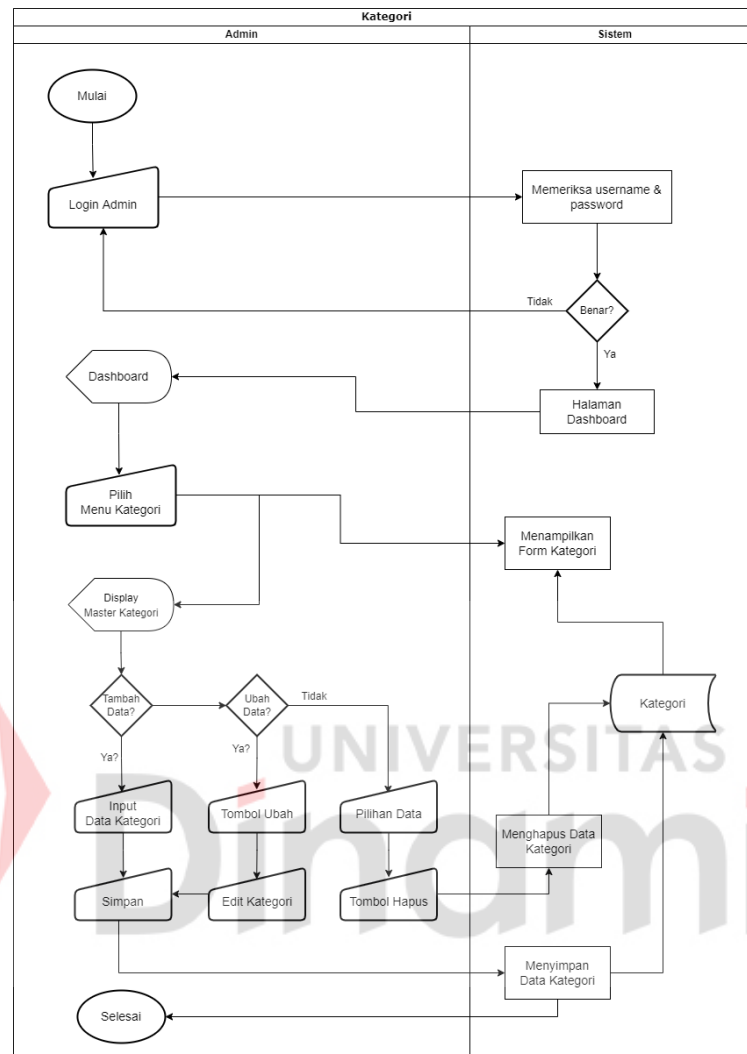 Kategori
Admin
Sistem
Mulai
Login Admin
Memeriksa username &
password
Tidak
Benar?
Ya
Dashboard
Halaman
Dashboard
Pilih
Menu Kategori
Menampilkan
Form Kategori
Display
Master Kategori
Tambah
Data?
Ubah
Data?
Tidak
Kategori
Ya?
Ya?
UNIVERSITAS
Dinami
Input
Data Kategori
Tombol Ubah
Pilihan Data
Menghapus Data
Kategori
Simpan
Edit Kategori
Tombol Hapus
Menyimpan
Data Kategori
Selesai